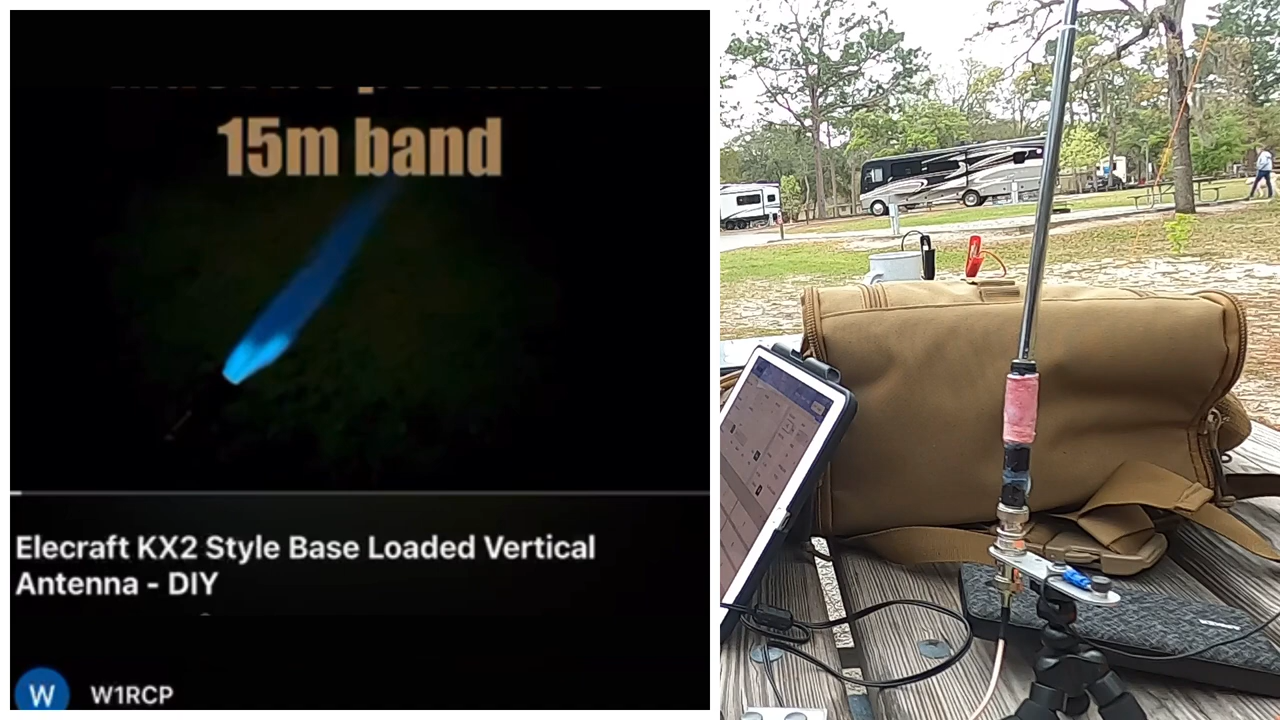 15m band
Elecraft KX2 Style Base Loaded Vertical
Antenna - DIY
W
W1RCP